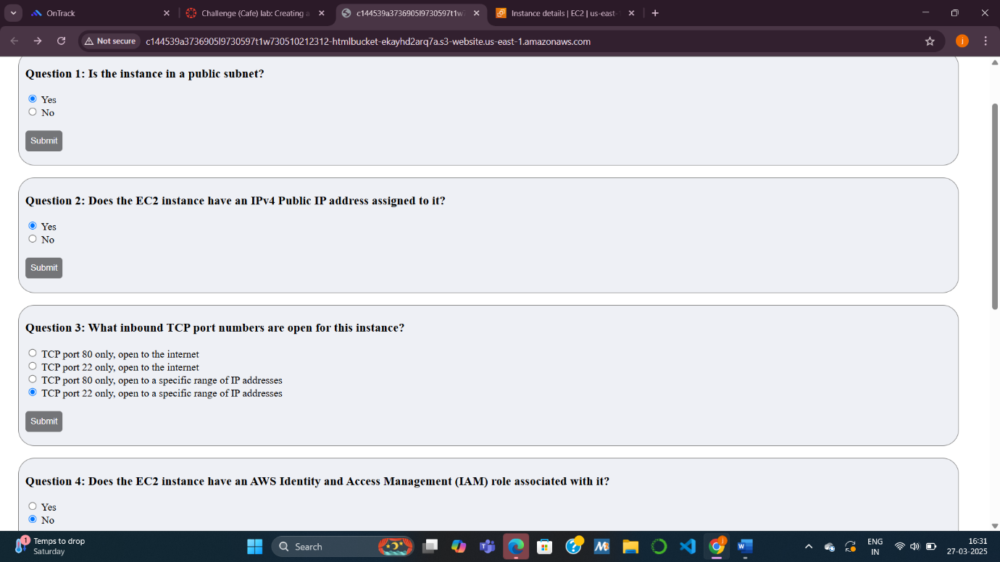 OnTrack
Challenge (Cafe) lab: Creating a
c144539a3736905l9730597t1w7
Instance details | EC2 | us-east-1
Not secure
c144539a3736905l9730597t1w730510212312-htmlbucket-ekayhd2arq7a.s3-website.us-east-1.amazonaws.com
j
Question 1: Is the instance in a public subnet?
Yes
No
Submit
Question 2: Does the EC2 instance have an IPv4 Public IP address assigned to it?
Yes
No
Submit
Question 3: What inbound TCP port numbers are open for this instance?
TCP port 80 only, open to the internet
TCP port 22 only, open to the internet
TCP port 80 only, open to a specific range of IP addresses
TCP port 22 only, open to a specific range of IP addresses
Submit
Question 4: Does the EC2 instance have an AWS Identity and Access Management (IAM) role associated with it?
Yes
No
1
Temps to drop
Saturday
Search
ENG
IN
16:31
27-03-2025